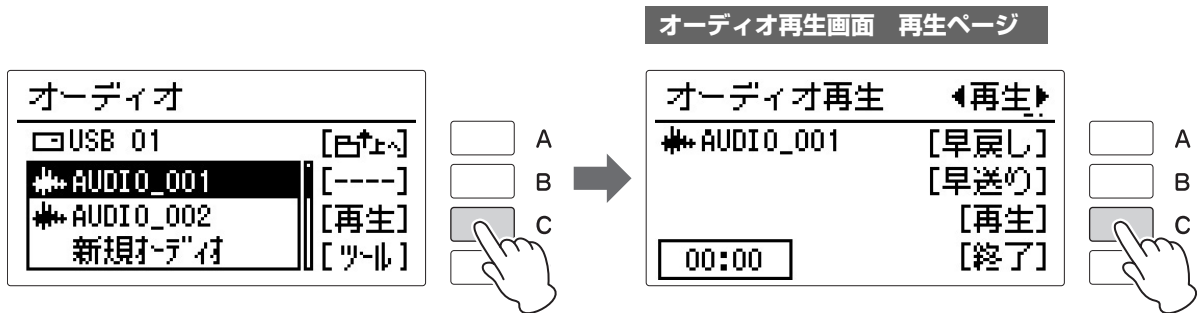 オーディオ再生画面　再生ページ
オーディオ
USB 01 [上へ]
AUDIO_001 [----]
AUDIO_002 [再生]
新規オーディオ [ツール]
A
B
C
オーディオ再生 再生
AUDIO_001 [早戻し]
[早送り]
[再生]
00:00 [終了]
A
B
C